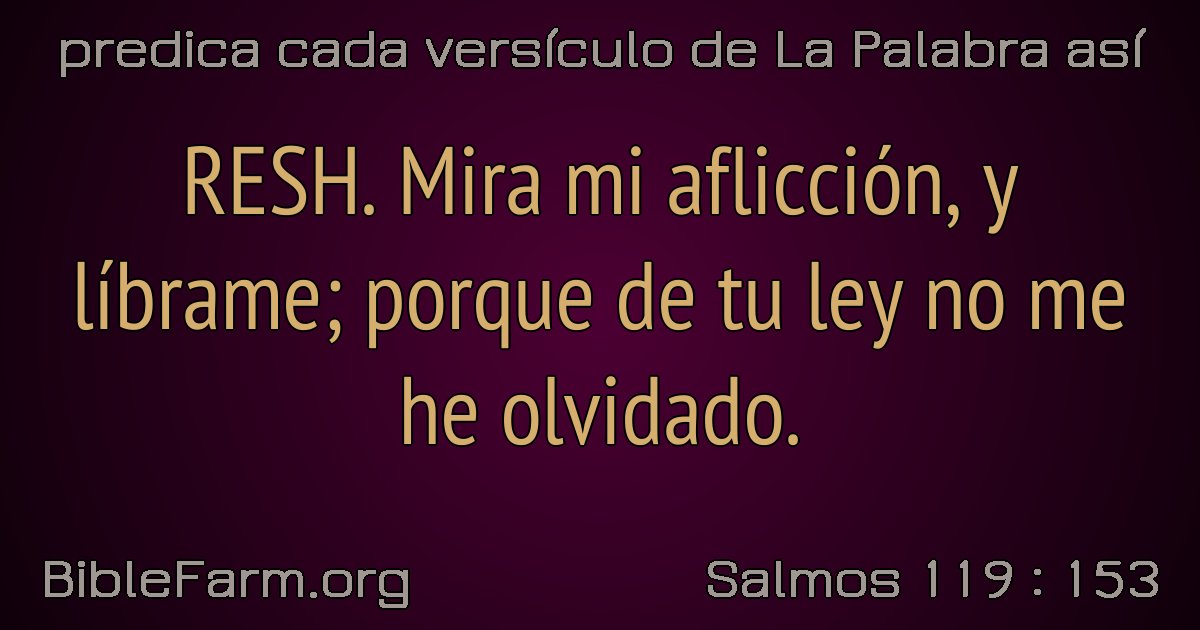 predica cada versículo de La Palabra así
RESH. Mira mi aflicción, y
líbrame; porque de tu ley no me
he olvidado.
BibleFarm.org
Salmos 119 : 153